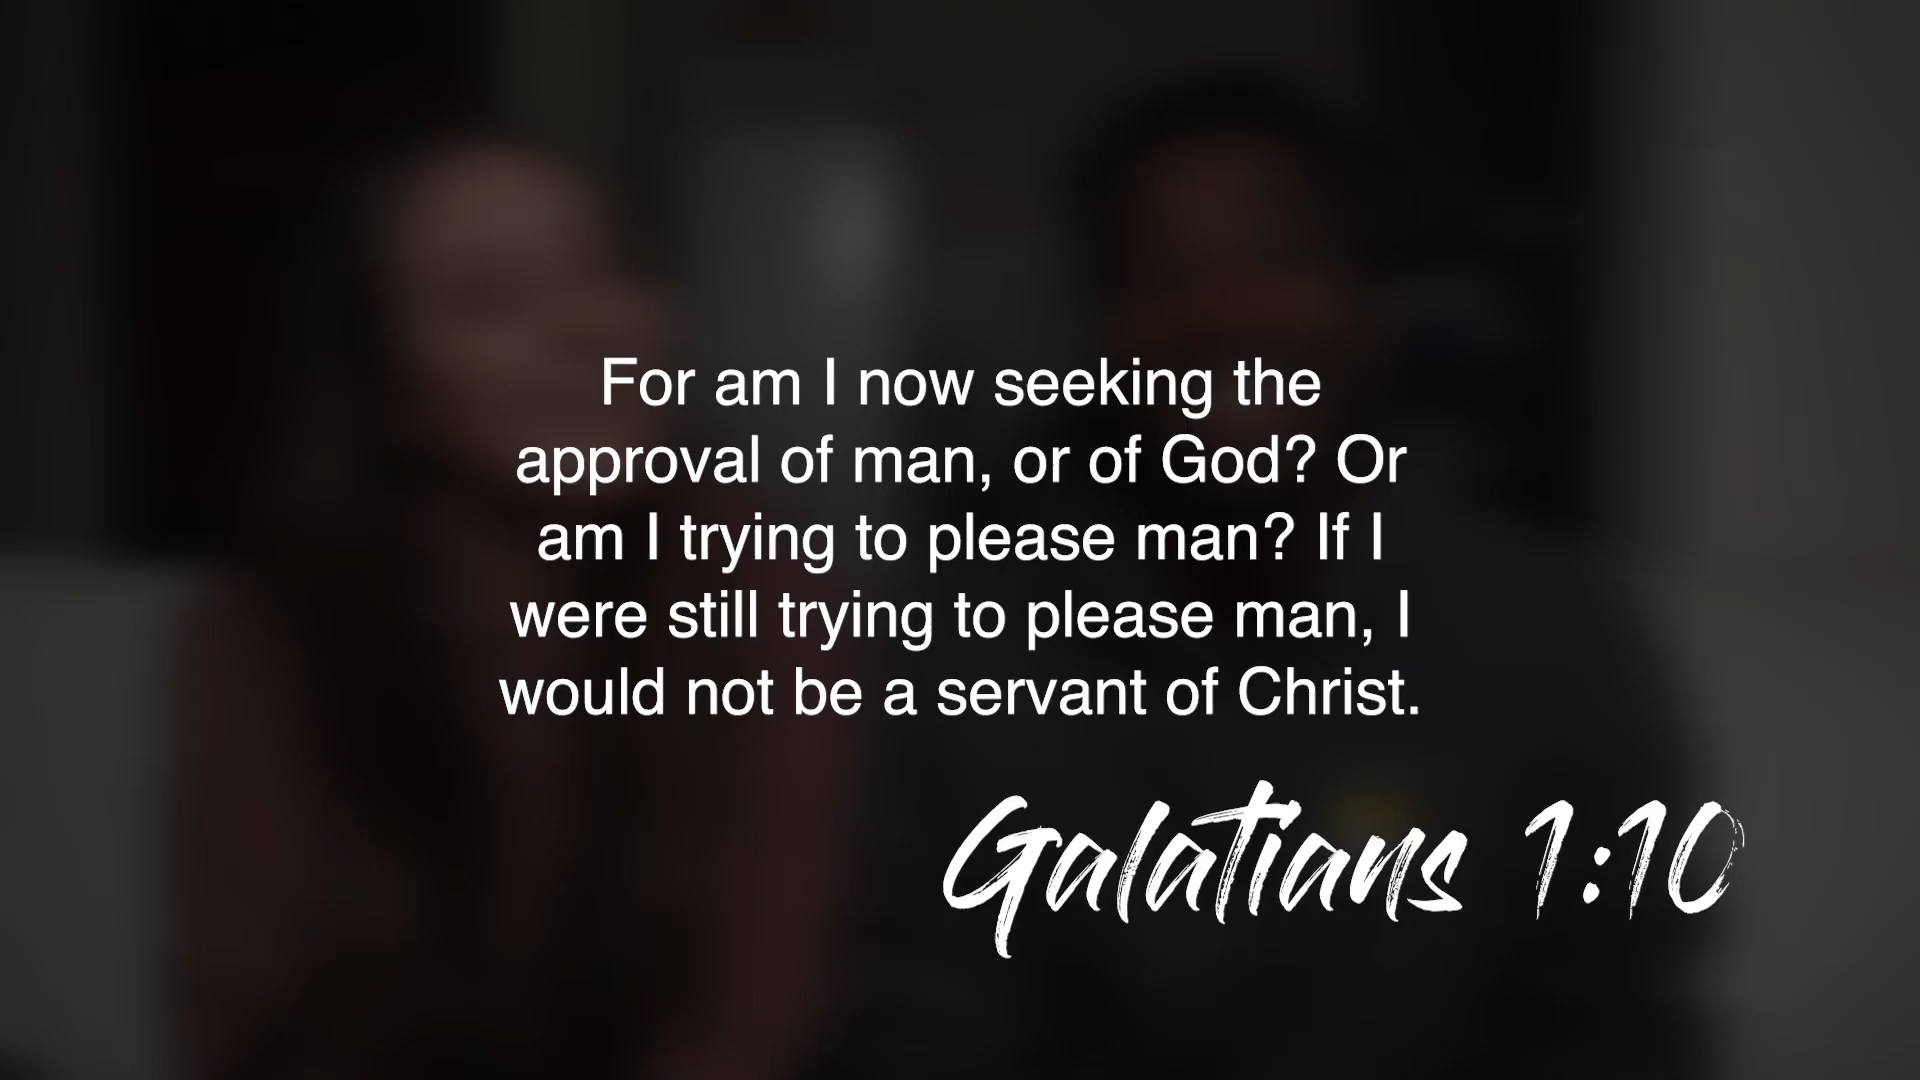 For am I now seeking the
approval of man, or of God? Or
am I trying to please man? If I
were still trying to please man, I
would not be a servant of Christ.
Galatians 1:10